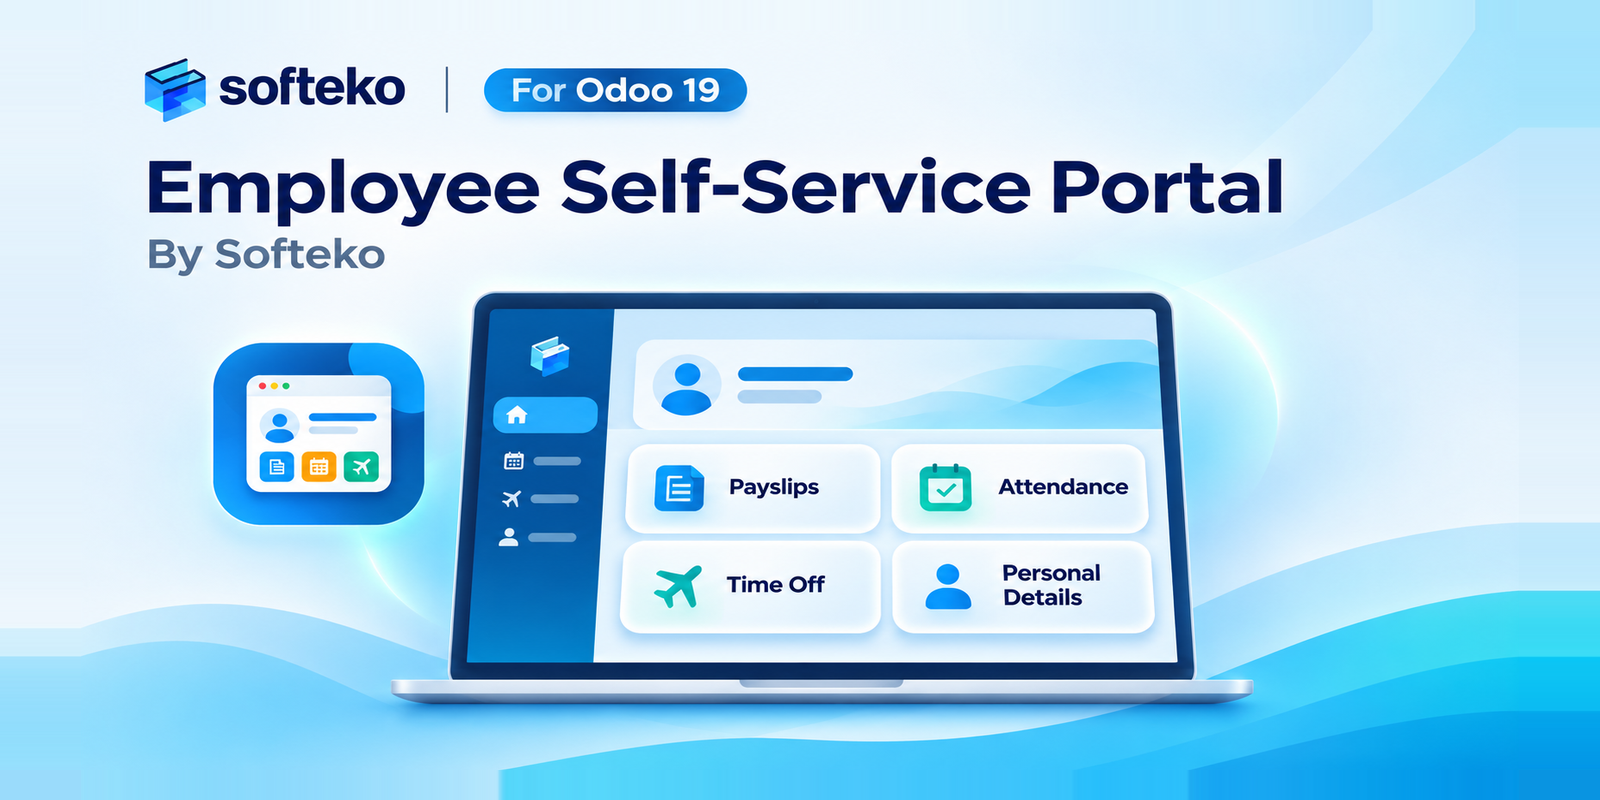 softeko
For Odoo 19
Employee Self-Service Portal
By Softeko
Payslips
Attendance
Time Off
Personal
Details